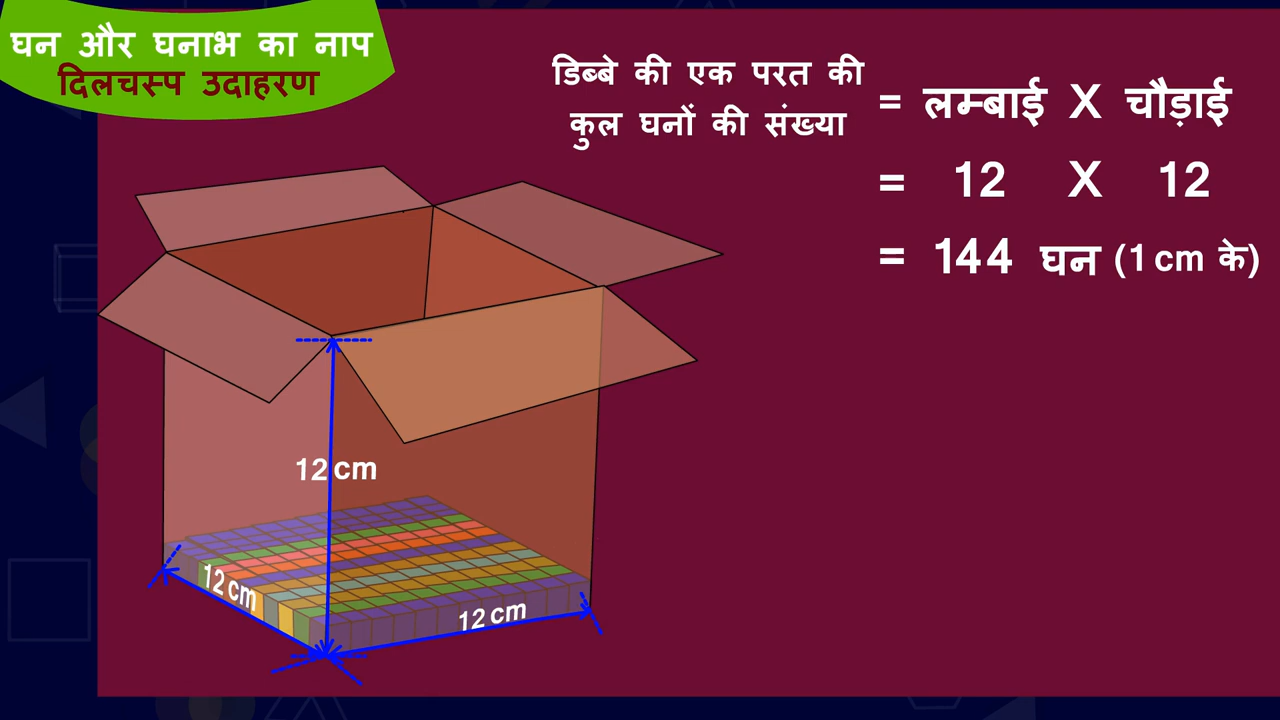 घन और घनाभ का नाप
दिलचस्प उदाहरण
डिब्बे की एक परत की
कुल घनों की संख्या
= लम्बाई X चौड़ाई
= 12 X 12
= 144 घन (1 cm के)
12 cm
12 cm
12 cm